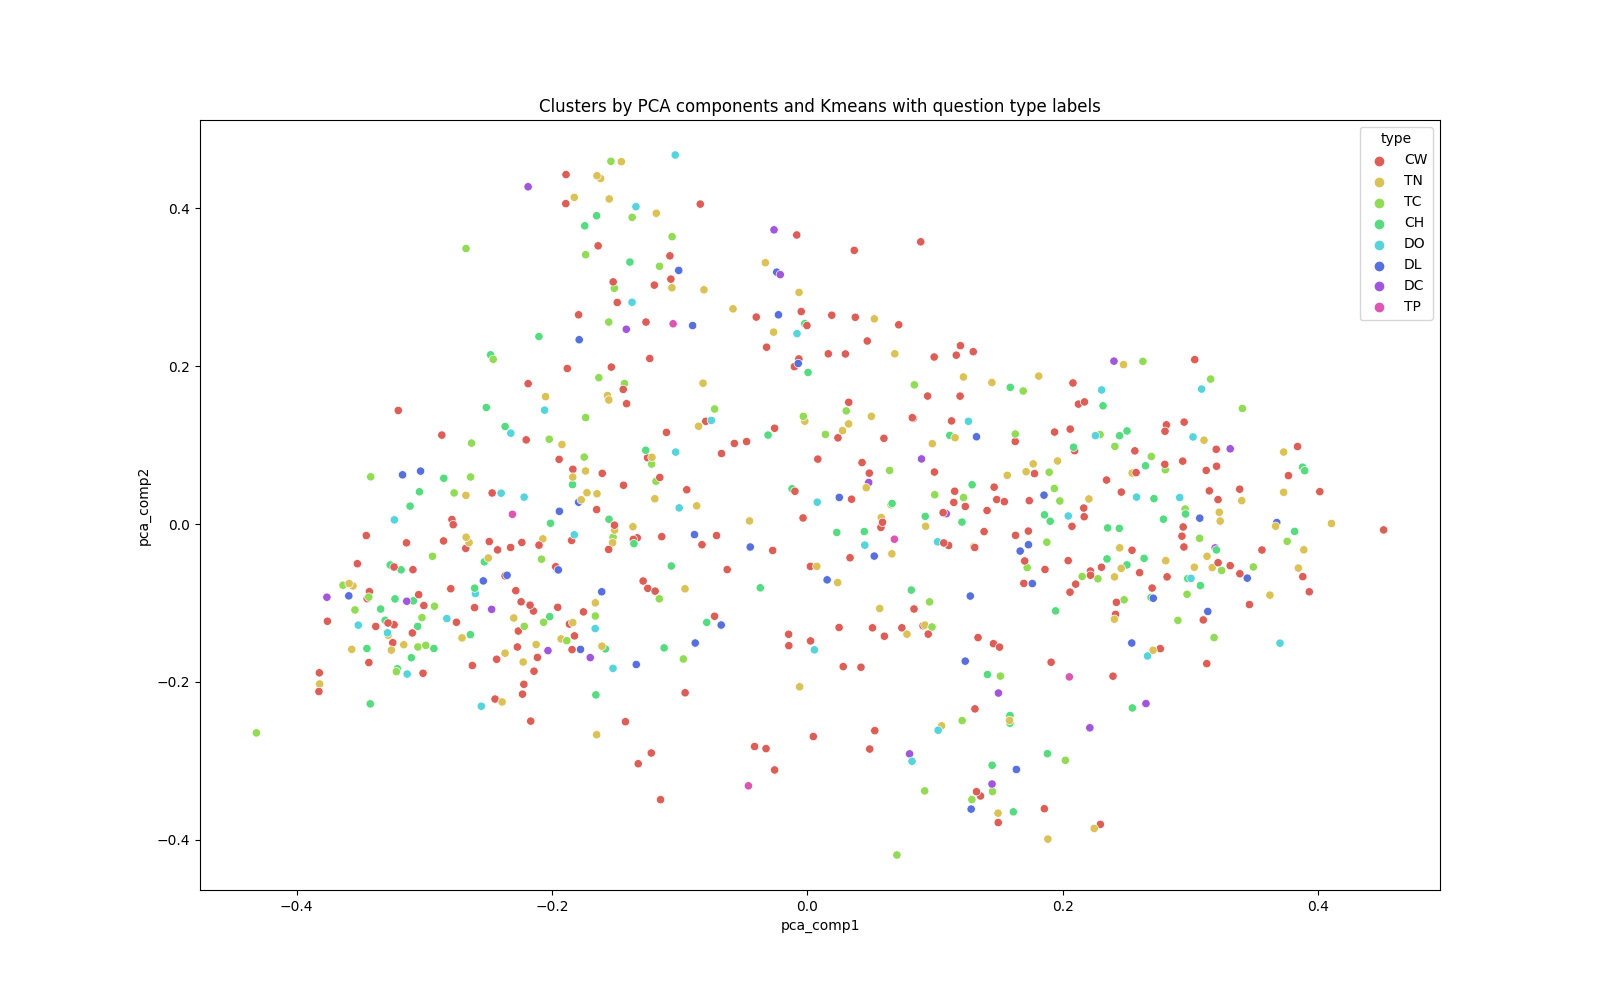 Clusters by PCA components and Kmeans with question type labels
type
CW
TN
TC
CH
DO
DL
DC
TP
0.4
0.2
0.0
−0.2
−0.4
pca_comp2
−0.4 −0.2 0.0 0.2 0.4
pca_comp1